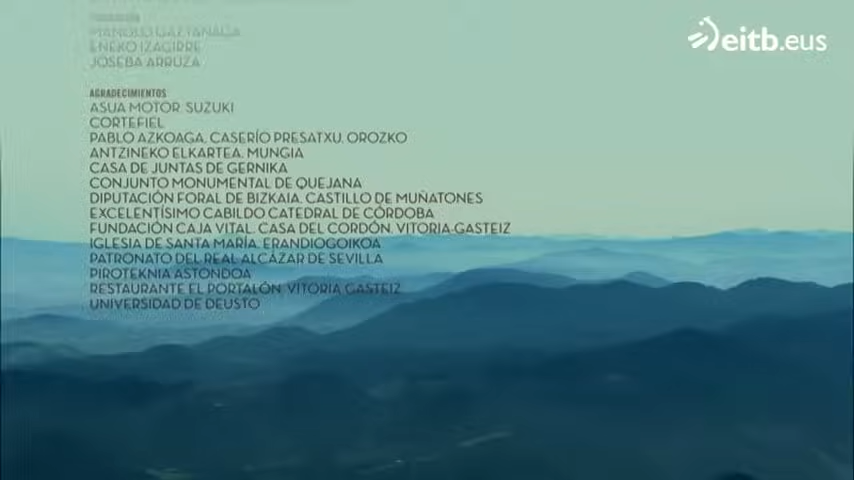 eitb.eus
MANOLO GAZTAÑAGA
ENEKO IZAGIRRE
JOSEBA ARRUZA
AGRADECIMIENTOS
ASUA MOTOR. SUZUKI
CORTEFIEL
PABLO AZKOAGA. CASERÍO PRESATXU. OROZKO
ANTZINEKO ELKARTEA. MUNGIA
CASA DE JUNTAS DE GERNIKA
CONJUNTO MONUMENTAL DE QUEJANA
DIPUTACIÓN FORAL DE BIZKAIA. CASTILLO DE MUÑATONES
EXCELENTÍSIMO CABILDO CATEDRAL DE CÓRDOBA
FUNDACIÓN CAJA VITAL. CASA DEL CORDÓN. VITORIA-GASTEIZ
IGLESIA DE SANTA MARÍA. ERANDIOGOIKOA
PATRONATO DEL REAL ALCÁZAR DE SEVILLA
PIROTEKNIA ASTONDOA
RESTAURANTE EL PORTALÓN. VITORIA GASTEIZ
UNIVERSIDAD DE DEUSTO